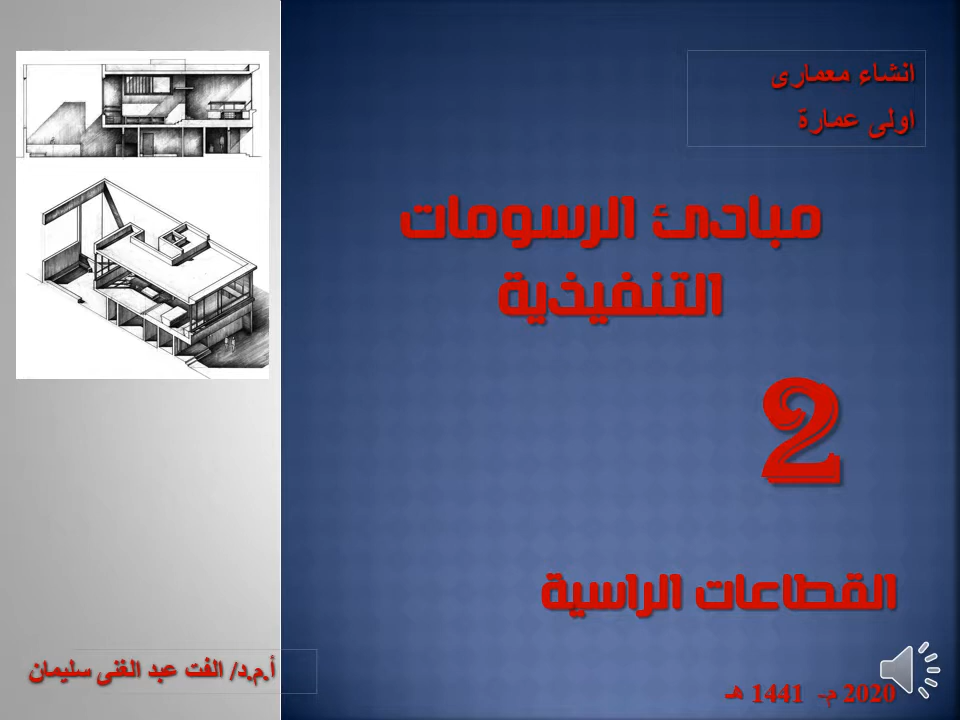 انشاء معمارى
اولى عمارة
مبادئ الرسومات
التنفيذية
2
القطاعات الراسية
أ.م.د/ الفت عبد الغنى سليمان
2020 م- 1441 هـ